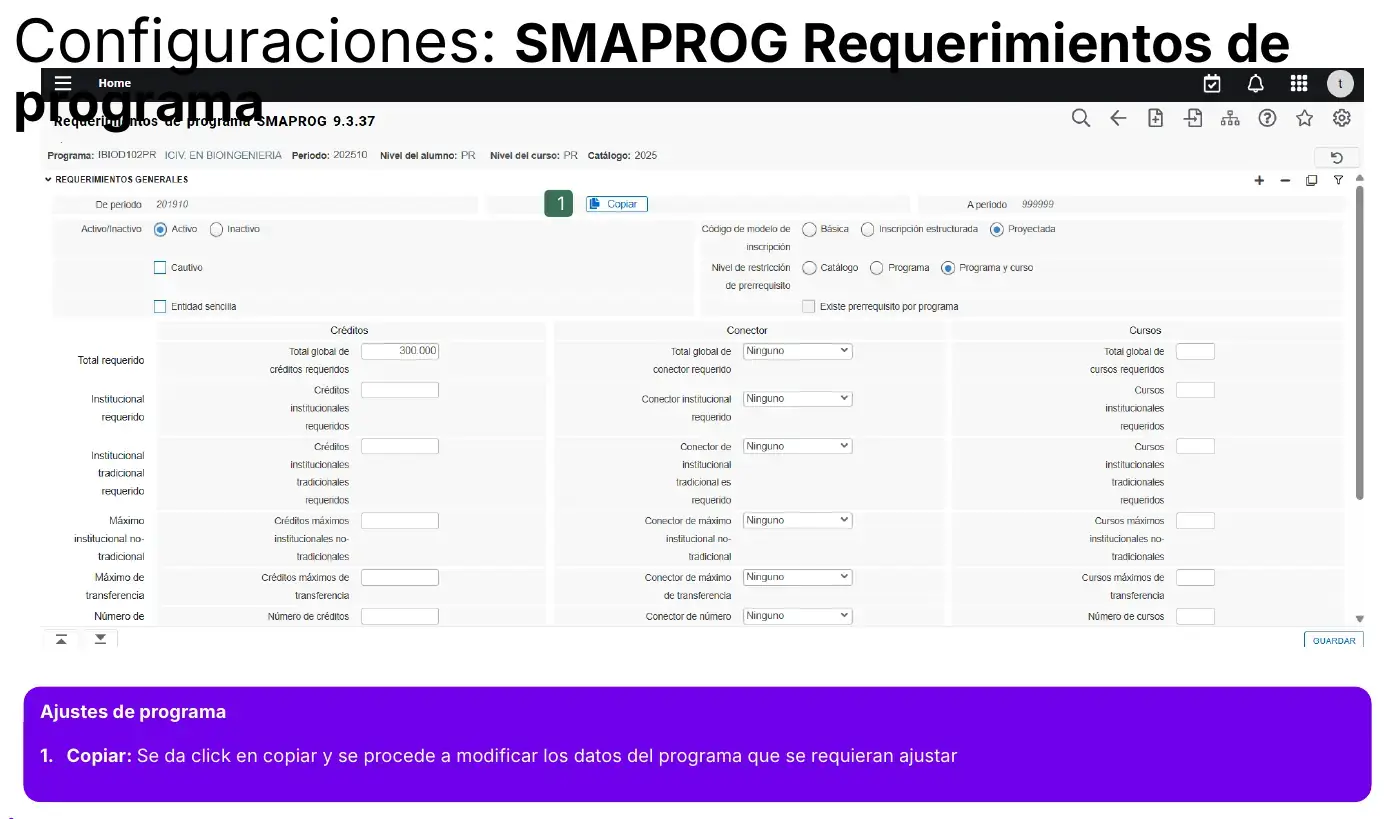 Configuraciones: SMAPROG Requerimientos de
programa
Home
t
Requerimientos de programa SMAPROG 9.3.37
Programa: IBIOD102PR ICIV. EN BIOINGENIERIA Periodo: 202510 Nivel del alumno: PR Nivel del curso: PR Catálogo: 2025
REQUERIMIENTOS GENERALES
De periodo 201910 1 Copiar A periodo 999999
Activo/Inactivo Activo Inactivo Código de modelo de Básica Inscripción estructurada Proyectada
inscripción
Cautivo Nivel de restricción Catálogo Programa Programa y curso
de prerrequisito
Entidad sencilla Existe prerrequisito por programa
Créditos Conector Cursos
Total requerido Total global de 300.000 Total global de Ninguno Total global de
créditos requeridos conector requerido cursos requeridos
Institucional Créditos Conector institucional Ninguno Cursos
requerido institucionales requerido institucionales
requeridos requeridos
Institucional Créditos Conector de Ninguno Cursos
tradicional institucionales institucional institucionales
requerido tradicionales tradicional es tradicionales
requeridos requerido requeridos
Máximo Créditos máximos Conector de máximo Ninguno Cursos máximos
institucional no- institucionales no- institucional no- institucionales no-
tradicional tradicionales tradicional tradicionales
Máximo de Créditos máximos de Conector de máximo Ninguno Cursos máximos de
transferencia transferencia de transferencia transferencia
Número de Número de créditos Conector de número Ninguno Número de cursos
GUARDAR
Ajustes de programa
1. Copiar: Se da click en copiar y se procede a modificar los datos del programa que se requieran ajustar